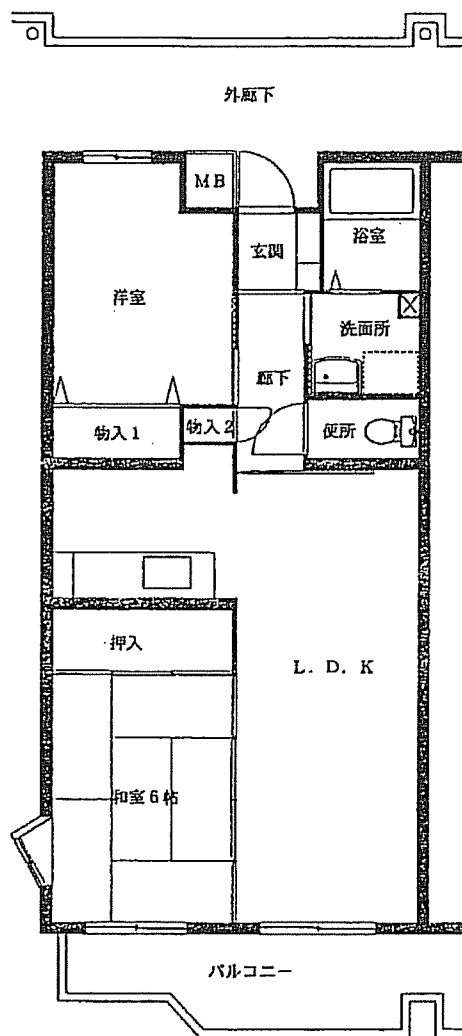 外廊下
MB
玄関
浴室
洋室
洗面所
廊下
物入1
物入2
便所
押入
L. D. K
和室6帖
バルコニー